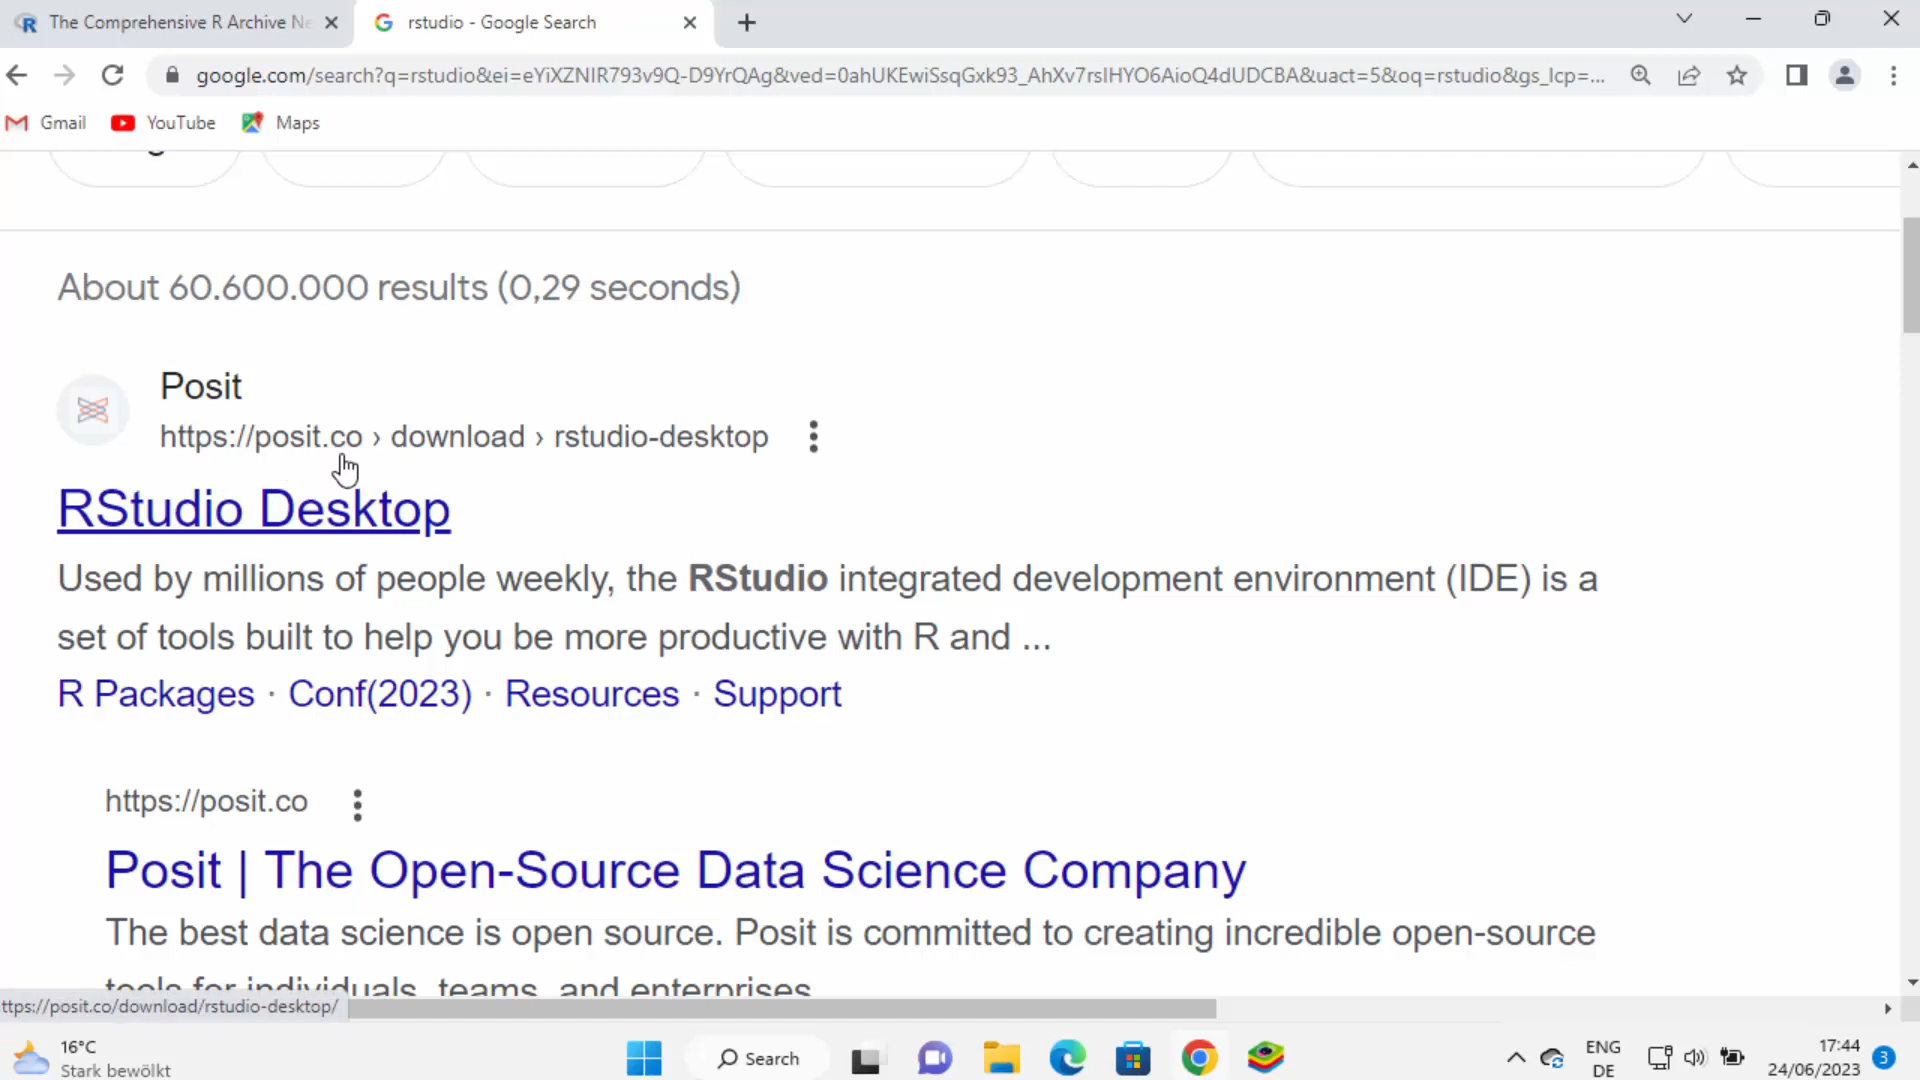 The Comprehensive R Archive Ne
rstudio - Google Search
google.com/search?q=rstudio&ei=eYiXZNIR793v9Q-D9YrQAg&ved=0ahUKEwiSsqGxk93_AhXv7rsIHYO6AioQ4dUDCBA&uact=5&oq=rstudio&gs_lcp=...
Gmail
YouTube
Maps
About 60.600.000 results (0,29 seconds)
Posit
https://posit.co › download › rstudio-desktop
RStudio Desktop
Used by millions of people weekly, the RStudio integrated development environment (IDE) is a
set of tools built to help you be more productive with R and ...
R Packages · Conf(2023) · Resources · Support
https://posit.co
Posit | The Open-Source Data Science Company
The best data science is open source. Posit is committed to creating incredible open-source
tools for individuals, teams, and enterprises.
ttps://posit.co/download/rstudio-desktop/
16°C
Stark bewölkt
Search
ENG
DE
17:44
24/06/2023
3